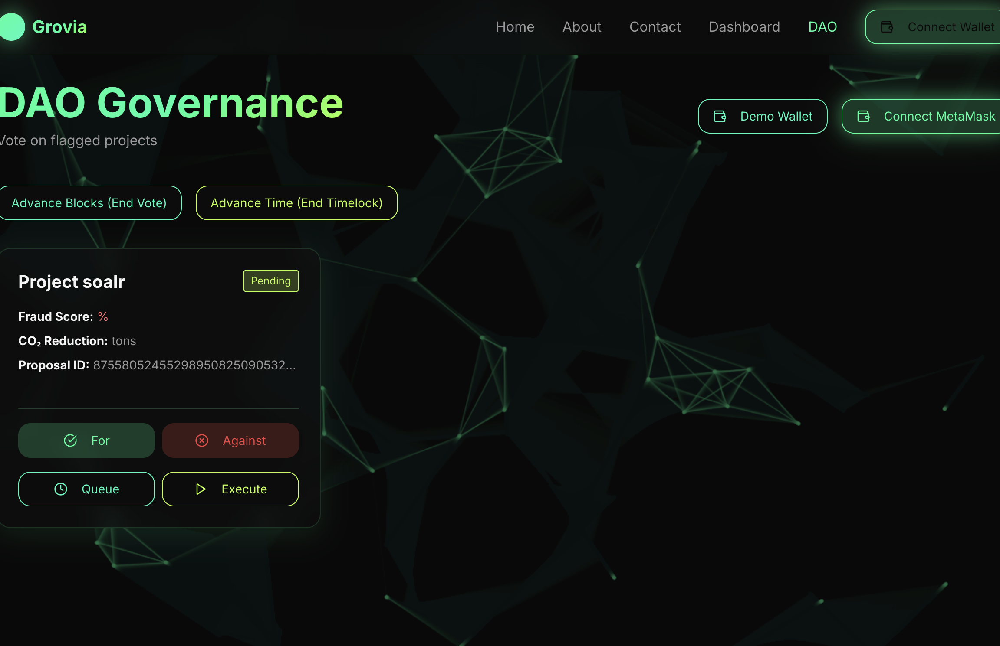 Grovia
Home About Contact Dashboard DAO Connect Wallet
DAO Governance
Demo Wallet Connect MetaMask
Vote on flagged projects
Advance Blocks (End Vote) Advance Time (End Timelock)
Project soalr Pending
Fraud Score: %
CO₂ Reduction: tons
Proposal ID: 87558052455298950825090532...
For Against
Queue Execute